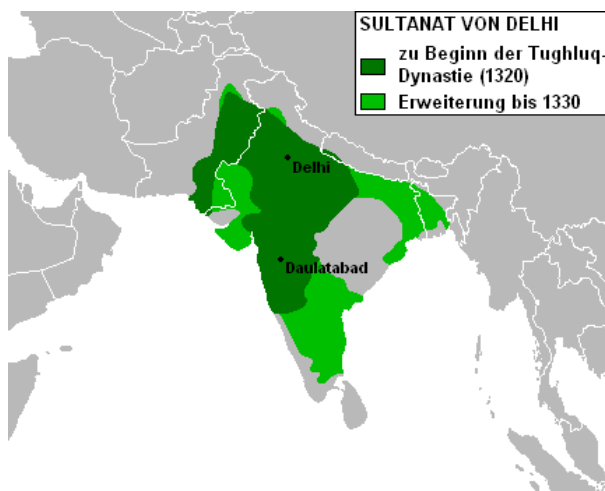 SULTANAT VON DELHI
zu Beginn der Tughluq-
Dynastie (1320)
Erweiterung bis 1330
Delhi
Daulatabad